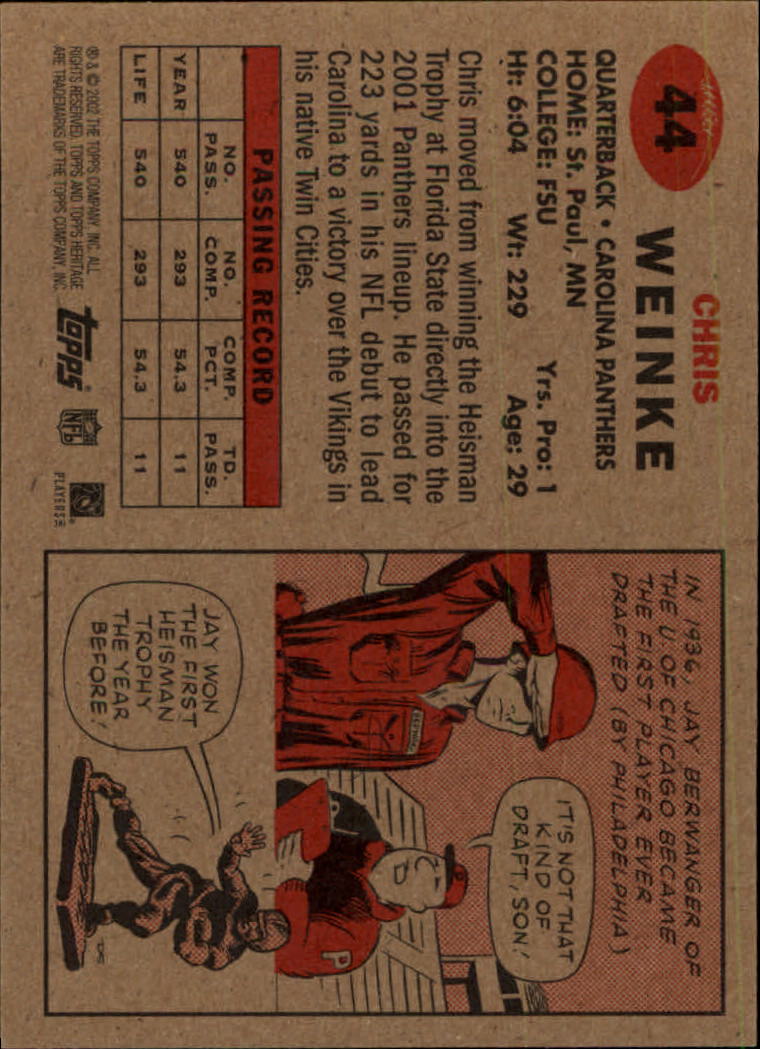 44
CHRIS
WEINKE
QUARTERBACK • CAROLINA PANTHERS
HOME: St. Paul, MN
COLLEGE: FSU Yrs. Pro: 1
Ht: 6:04 Wt: 229 Age: 29
Chris moved from winning the Heisman
Trophy at Florida State directly into the
2001 Panthers lineup. He passed for
223 yards in his NFL debut to lead
Carolina to a victory over the Vikings in
his native Twin Cities.
PASSING RECORD
NO. PASS. NO. COMP. COMP. PCT. TD. PASS.
YEAR 540 293 54.3 11
LIFE 540 293 54.3 11
® & © 2002 THE TOPPS COMPANY, INC. ALL
RIGHTS RESERVED. TOPPS AND TOPPS HERITAGE
ARE TRADEMARKS OF THE TOPPS COMPANY, INC.
topps®
NFL
PLAYERS
IN 1936, JAY BERWANGER OF
THE U OF CHICAGO BECAME
THE FIRST PLAYER EVER
DRAFTED (BY PHILADELPHIA)
IT'S NOT THAT
KIND OF
DRAFT, SON!
P
JAY WON
THE FIRST
HEISMAN
TROPHY
THE YEAR
BEFORE!